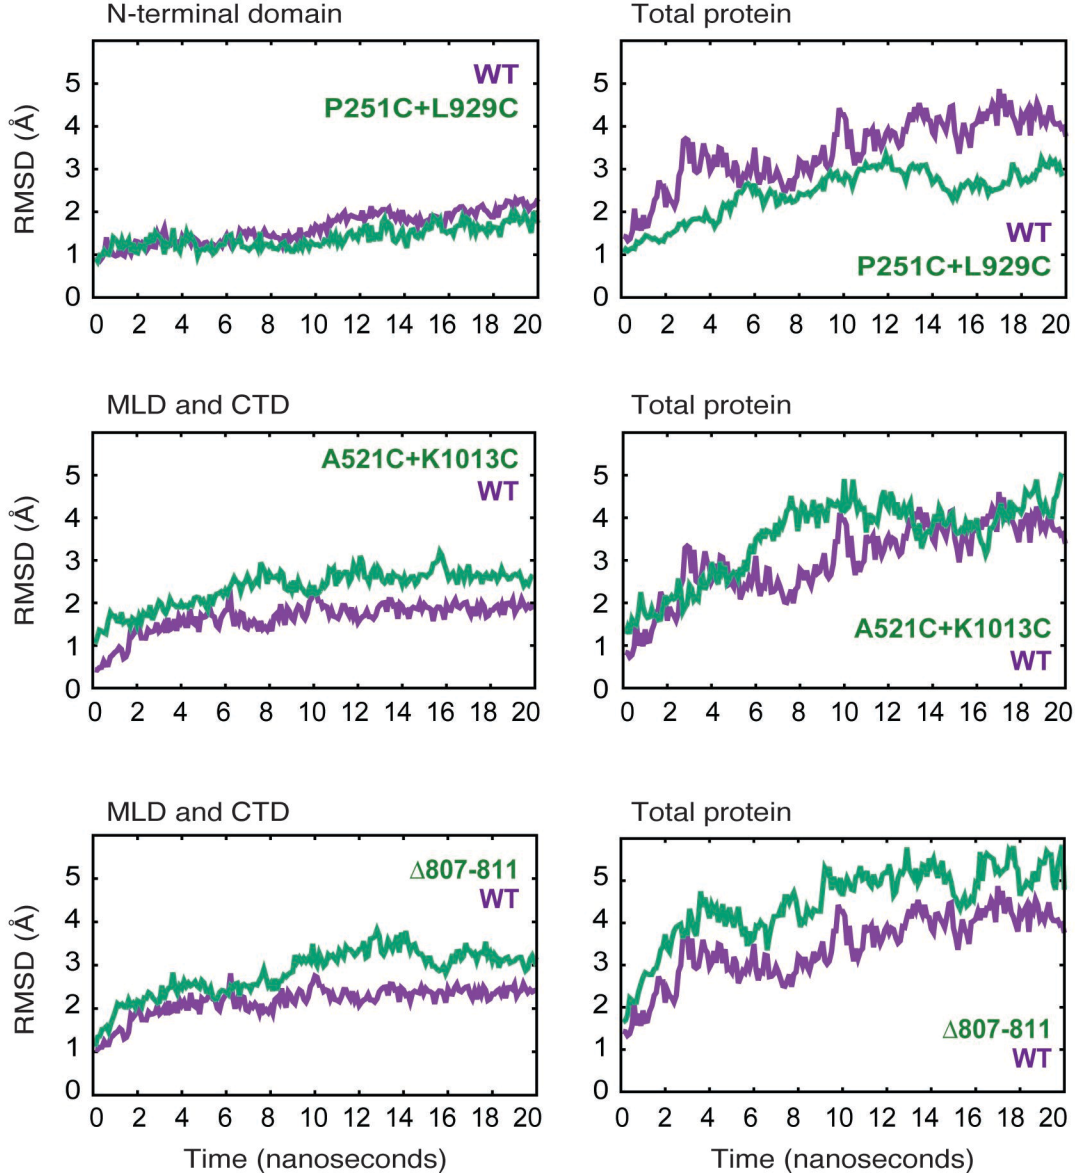 N-terminal domain
Total protein
RMSD (Å)
5
4
3
2
1
0
WT
P251C+L929C
0 2 4 6 8 10 12 14 16 18 20
WT
P251C+L929C
0 2 4 6 8 10 12 14 16 18 20
MLD and CTD
Total protein
RMSD (Å)
5
4
3
2
1
0
A521C+K1013C
WT
0 2 4 6 8 10 12 14 16 18 20
5
4
3
2
1
0
A521C+K1013C
WT
0 2 4 6 8 10 12 14 16 18 20
MLD and CTD
Total protein
RMSD (Å)
5
4
3
2
1
0
Δ807-811
WT
0 2 4 6 8 10 12 14 16 18 20
Time (nanoseconds)
5
4
3
2
1
0
Δ807-811
WT
0 2 4 6 8 10 12 14 16 18 20
Time (nanoseconds)